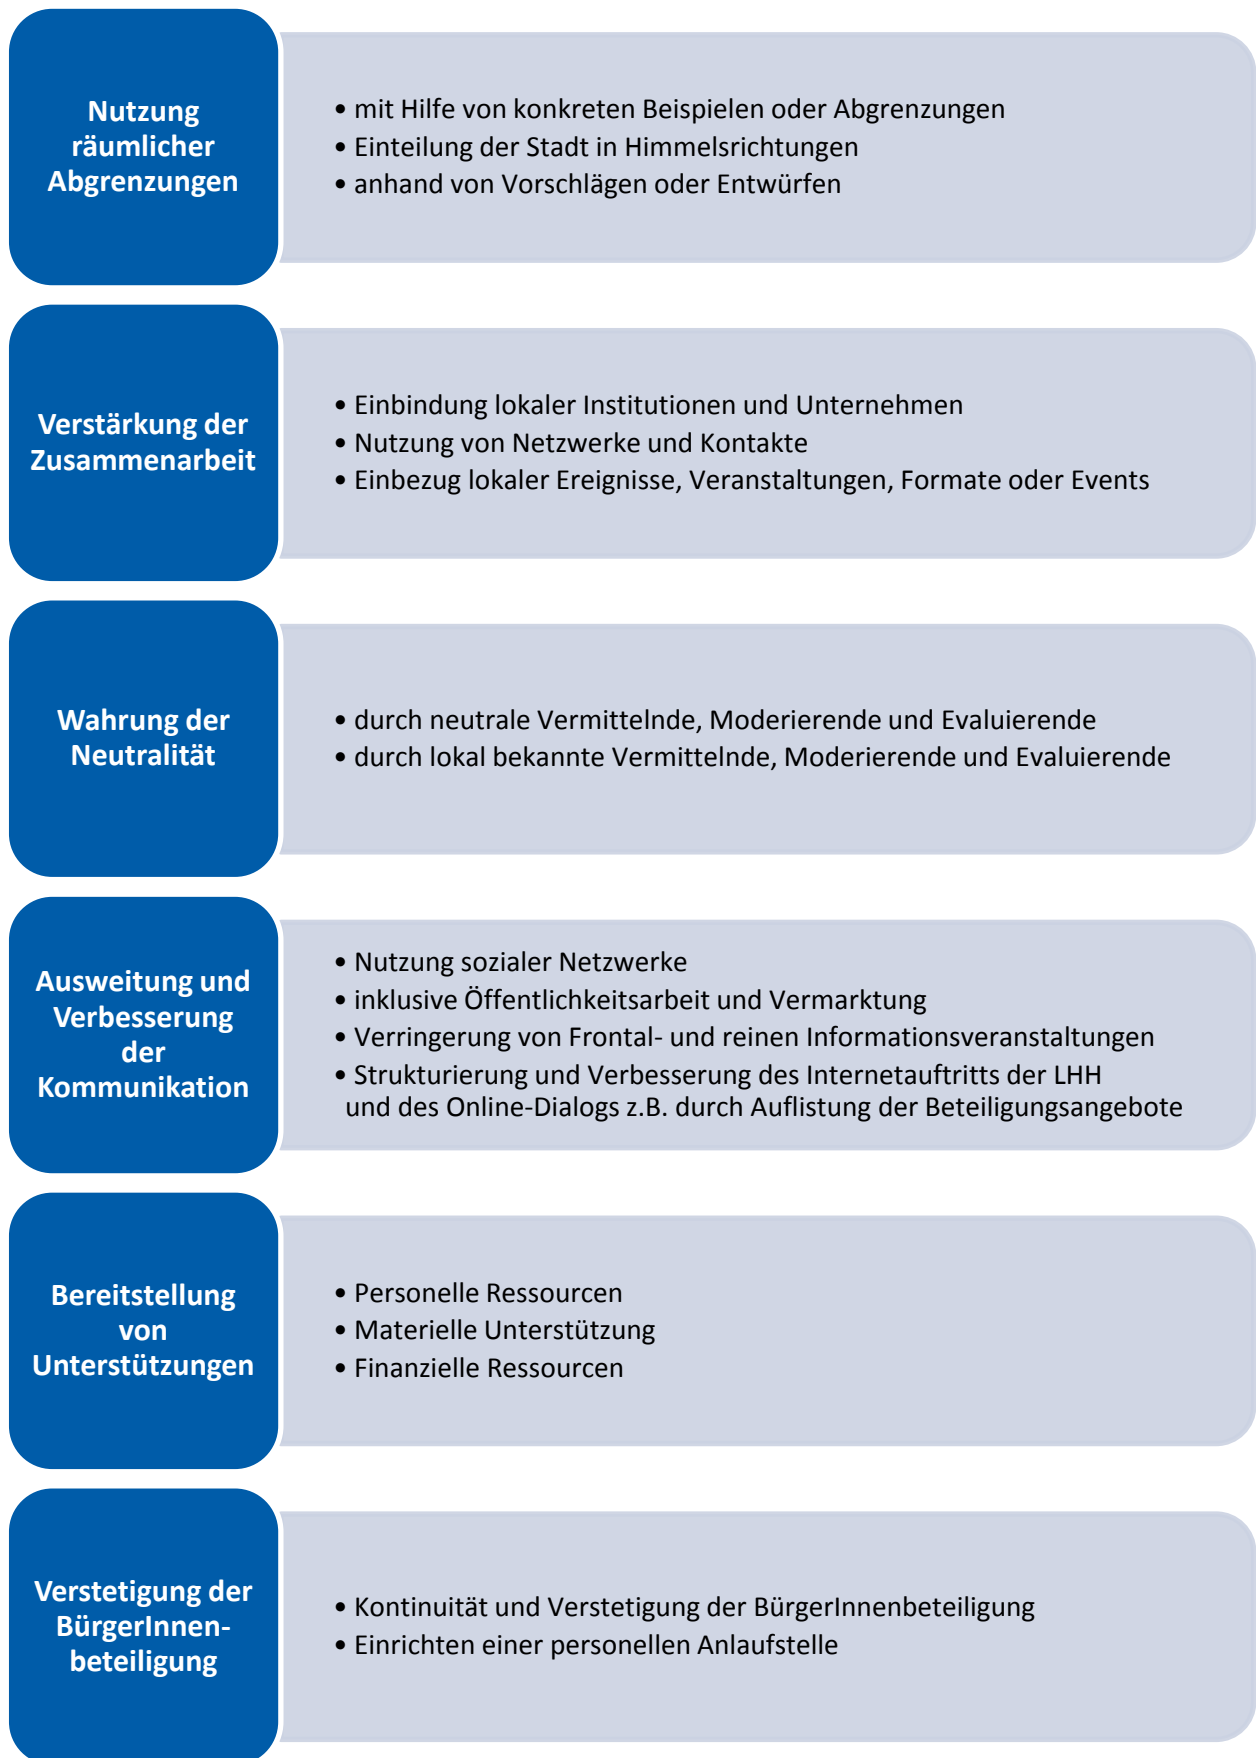 Nutzung
räumlicher
Abgrenzungen
• mit Hilfe von konkreten Beispielen oder Abgrenzungen
• Einteilung der Stadt in Himmelsrichtungen
• anhand von Vorschlägen oder Entwürfen
Verstärkung der
Zusammenarbeit
• Einbindung lokaler Institutionen und Unternehmen
• Nutzung von Netzwerke und Kontakte
• Einbezug lokaler Ereignisse, Veranstaltungen, Formate oder Events
Wahrung der
Neutralität
• durch neutrale Vermittelnde, Moderierende und Evaluierende
• durch lokal bekannte Vermittelnde, Moderierende und Evaluierende
Ausweitung und
Verbesserung
der
Kommunikation
• Nutzung sozialer Netzwerke
• inklusive Öffentlichkeitsarbeit und Vermarktung
• Verringerung von Frontal- und reinen Informationsveranstaltungen
• Strukturierung und Verbesserung des Internetauftritts der LHH
und des Online-Dialogs z.B. durch Auflistung der Beteiligungsangebote
Bereitstellung
von
Unterstützungen
• Personelle Ressourcen
• Materielle Unterstützung
• Finanzielle Ressourcen
Verstetigung der
BürgerInnen-
beteiligung
• Kontinuität und Verstetigung der BürgerInnenbeteiligung
• Einrichten einer personellen Anlaufstelle